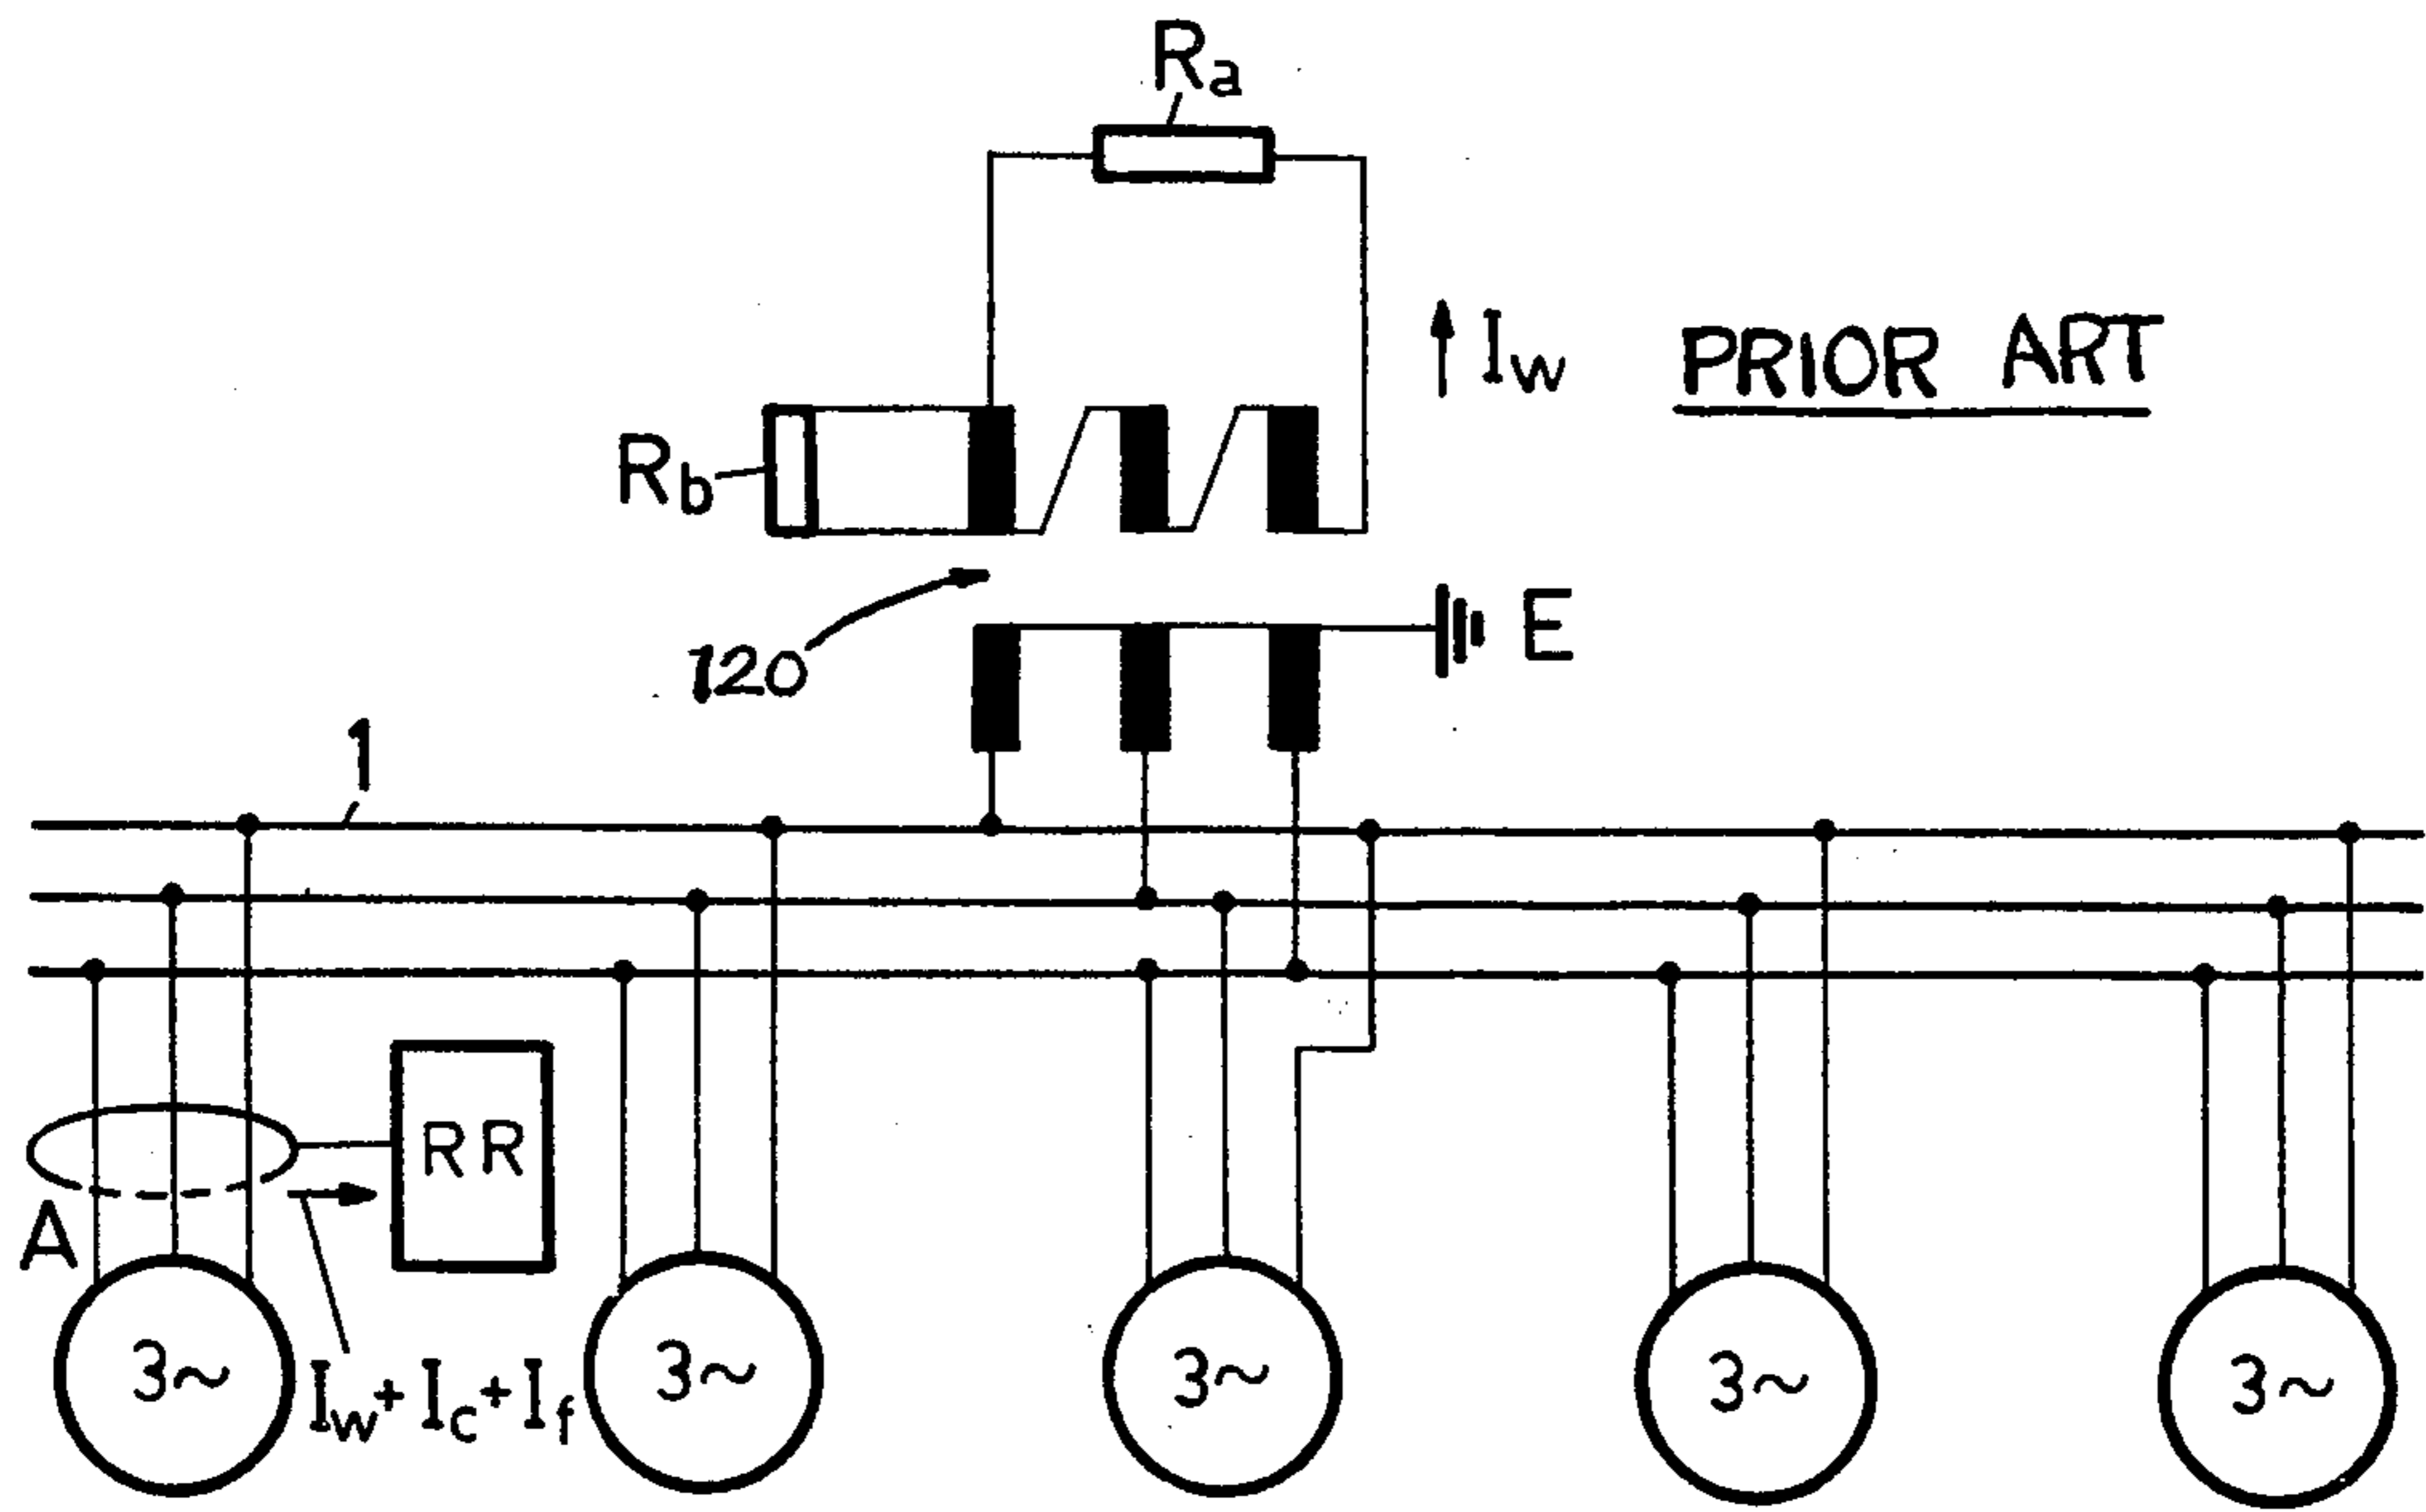 Ra
Iw
PRIOR ART
Rb
E
120
1
RR
A
3~ 3~ 3~ 3~ 3~
Iw+Ic+If